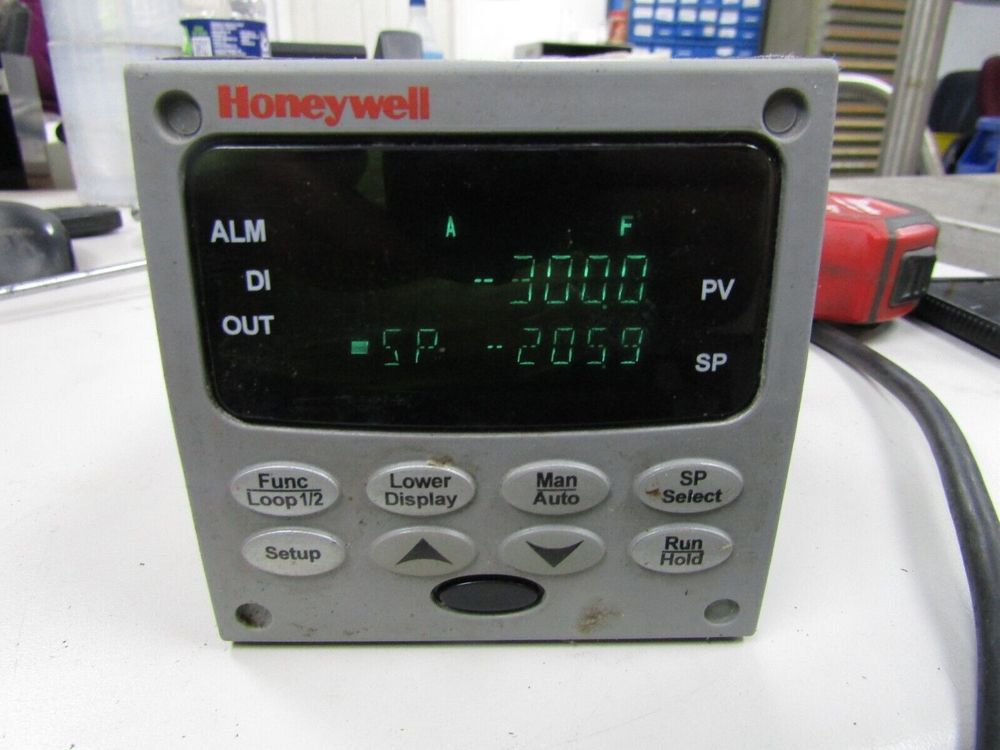 Honeywell
ALM A F
DI -3000 PV
OUT
SP -2059 SP
Func Loop 1/2
Lower Display
Man Auto
SP Select
Setup
Run Hold